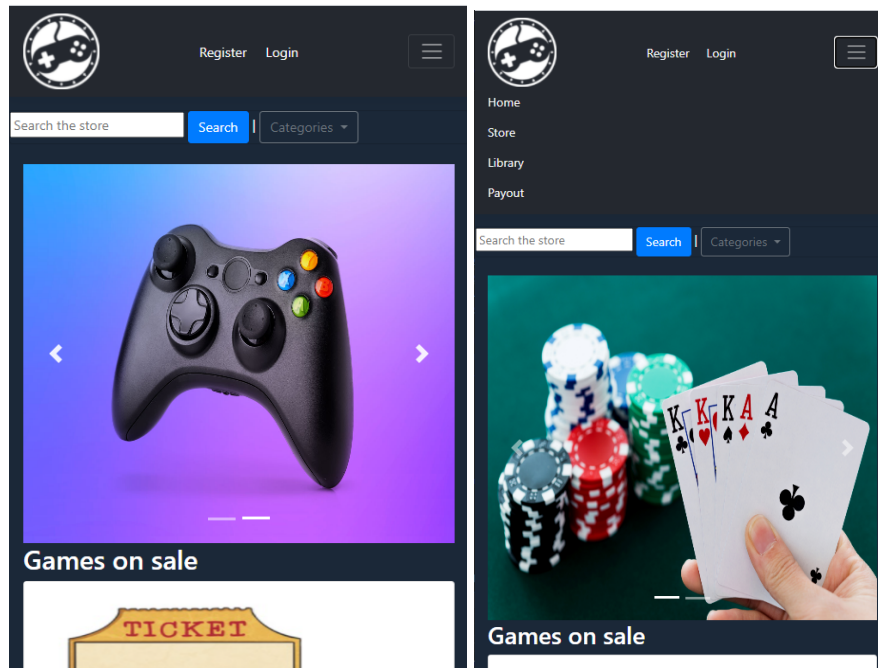 Register Login
Search the store Search | Categories
Games on sale
TICKET
Register Login
Home
Store
Library
Payout
Search the store Search | Categories
K K K A A
Games on sale